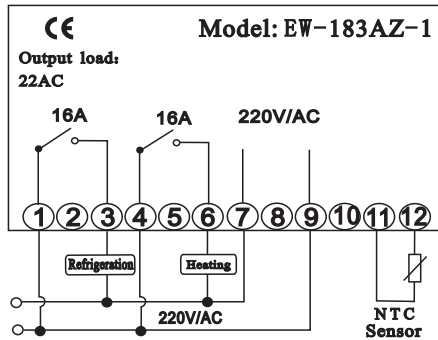 CE Model: EW-183AZ-1
Output load:
22AC
16A 16A 220V/AC
1 2 3 4 5 6 7 8 9 10 11 12
Refrigeration Heating
220V/AC
NTC
Sensor